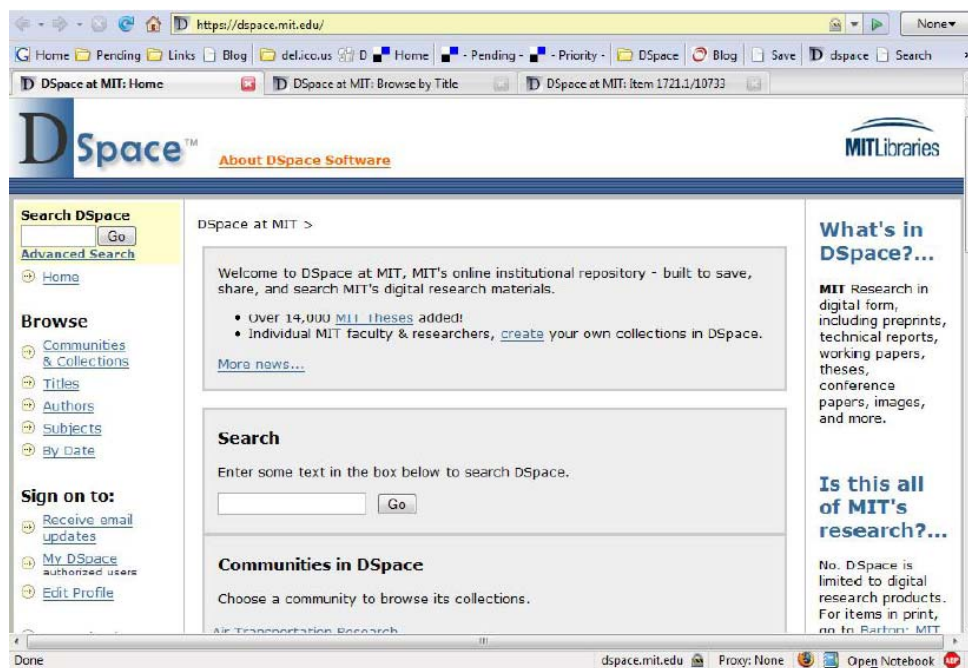 https://dspace.mit.edu/
None
Home Pending Links Blog del.icio.us D Home - Pending - - Priority - DSpace Blog Save dspace Search
DSpace at MIT: Home
DSpace at MIT: Browse by Title
DSpace at MIT: Item 1721.1/10733
DSpace™
About DSpace Software
MITLibraries
Search DSpace
Go
Advanced Search
Home
Browse
Communities
& Collections
Titles
Authors
Subjects
By Date
Sign on to:
Receive email
updates
My DSpace
authorized users
Edit Profile
DSpace at MIT >
Welcome to DSpace at MIT, MIT's online institutional repository - built to save,
share, and search MIT's digital research materials.
• Over 14,000 MIT Theses added!
• Individual MIT faculty & researchers, create your own collections in DSpace.
More news...
Search
Enter some text in the box below to search DSpace.
Go
Communities in DSpace
Choose a community to browse its collections.
Air Transportation Research
What's in
DSpace?...
MIT Research in
digital form,
including preprints,
technical reports,
working papers,
theses,
conference
papers, images,
and more.
Is this all
of MIT's
research?...
No. DSpace is
limited to digital
research products.
For items in print,
go to Barton: MIT
Done
dspace.mit.edu Proxy: None Open Notebook